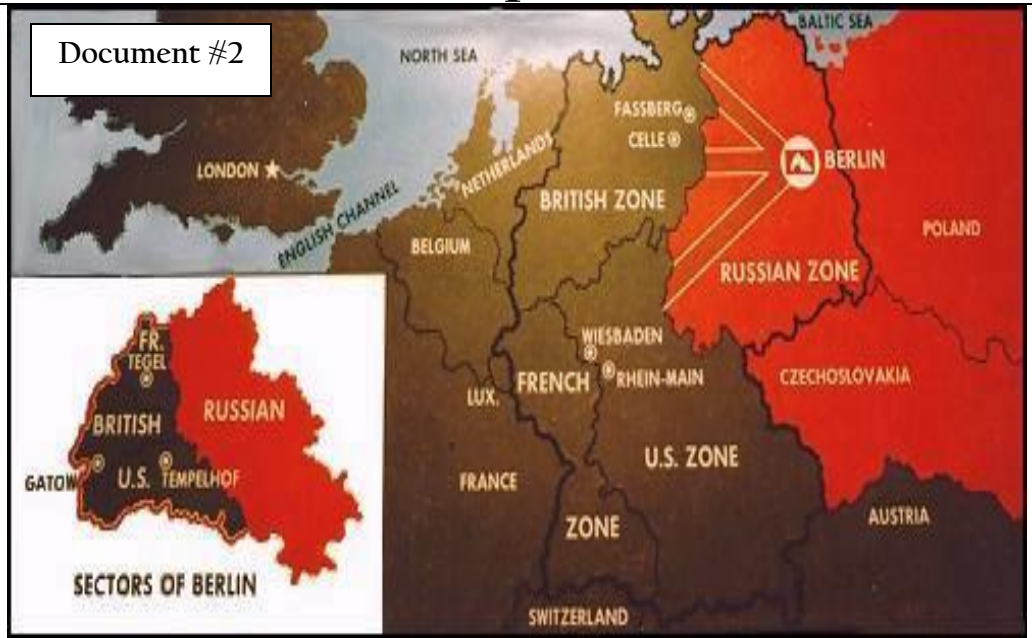 Document #2
BALTIC SEA
NORTH SEA
FASSBERG
CELLE
BERLIN
LONDON
NETHERLANDS
BRITISH ZONE
ENGLISH CHANNEL
BELGIUM
POLAND
RUSSIAN ZONE
WIESBADEN
RHEIN-MAIN
FRENCH
CZECHOSLOVAKIA
LUX.
U.S. ZONE
FRANCE
ZONE
AUSTRIA
SWITZERLAND
FR.
TEGEL
RUSSIAN
BRITISH
GATOW
U.S.
TEMPELHOF
SECTORS OF BERLIN